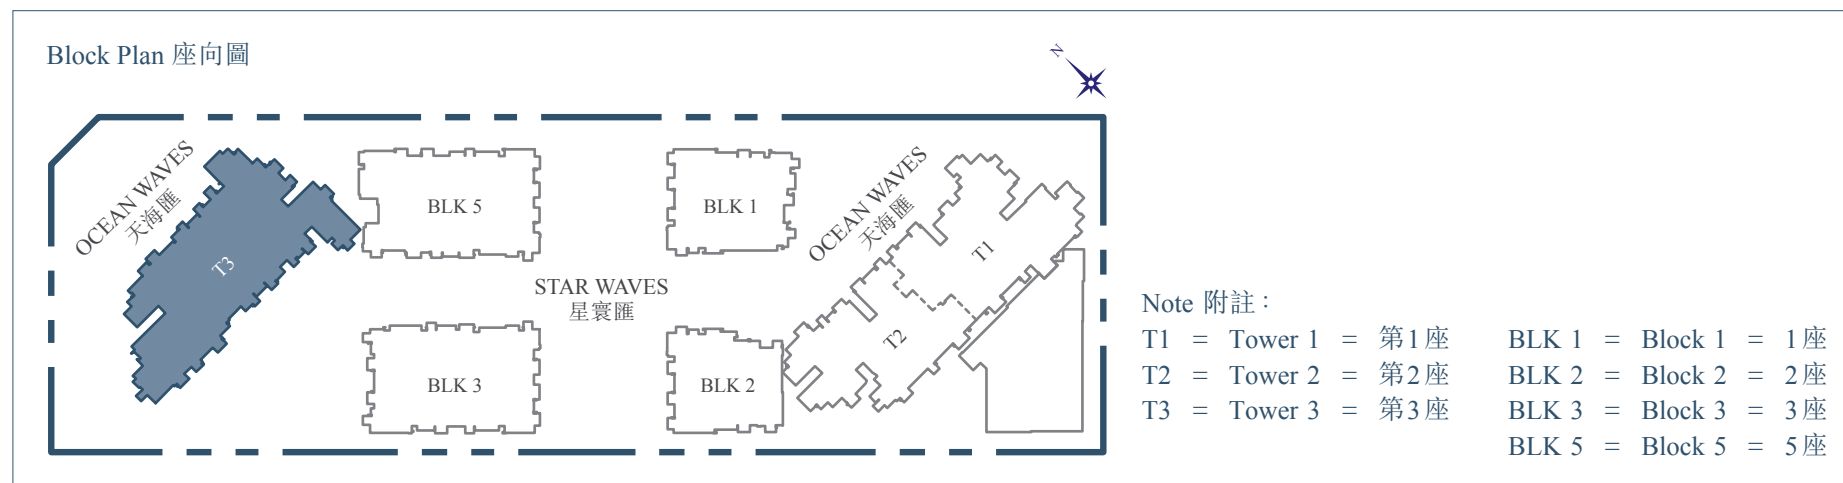 Block Plan 座向圖
N
OCEAN WAVES
天海匯
T3
BLK 5
BLK 1
OCEAN WAVES
天海匯
T1
STAR WAVES
星寰匯
BLK 3
BLK 2
T2
Note 附註：
T1 = Tower 1 = 第1座 BLK 1 = Block 1 = 1座
T2 = Tower 2 = 第2座 BLK 2 = Block 2 = 2座
T3 = Tower 3 = 第3座 BLK 3 = Block 3 = 3座
BLK 5 = Block 5 = 5座